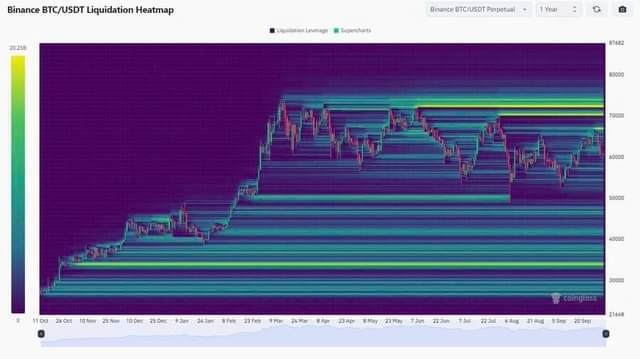 Binance BTC/USDT Liquidation Heatmap
Binance BTC/USDT Perpetual
1 Year
Liquidation Leverage
Supercharts
20.25B
0
87682
80000
70000
60000
50000
40000
30000
21448
11 Oct 24 Oct 10 Nov 25 Nov 10 Dec 25 Dec 9 Jan 24 Jan 8 Feb 23 Feb 9 Mar 24 Mar 8 Apr 23 Apr 8 May 23 May 7 Jun 22 Jun 7 Jul 22 Jul 6 Aug 21 Aug 5 Sep 20 Sep
coinglass